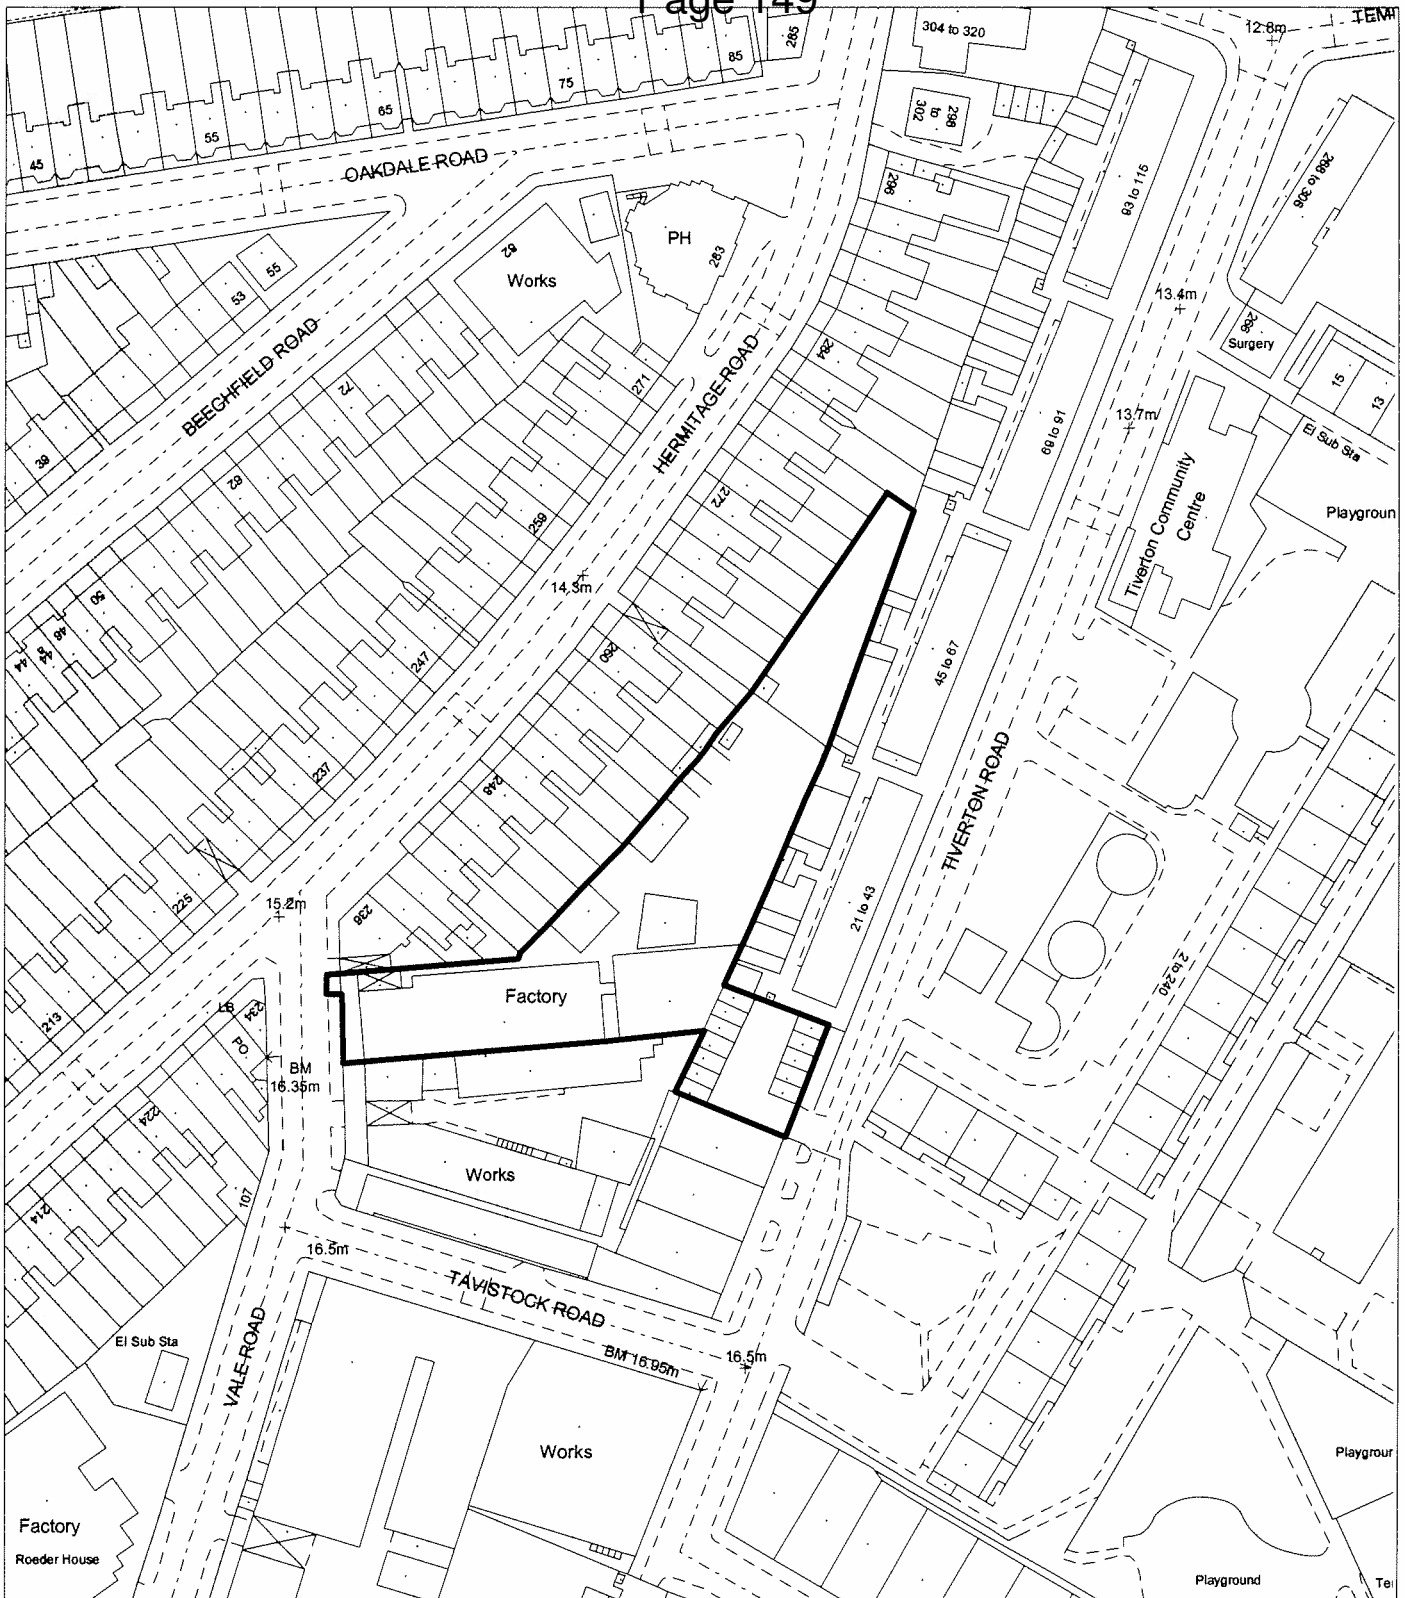 Page 149
TEM
12.8m
304 to 320
285
85
75
65
55
45
298
to
302
OAKDALE ROAD
93 to 115
268 to 306
296
PH
283
82
Works
55
53
13.4m
266
Surgery
BEECHFIELD ROAD
284
271
72
HERMITAGE ROAD
15
13
13.7m
69 to 91
El Sub Sta
39
62
272
259
Tiverton Community
Centre
Playgroun
14.3m
50
48
44
260
247
45 to 67
237
248
TIVERTON ROAD
225
15.2m
236
21 to 43
2 to 240
Factory
213
LB
234
PO
BM
16.35m
224
Works
107
214
16.5m
TAVISTOCK ROAD
VALE ROAD
El Sub Sta
BM 16.95m
16.5m
Works
Playgrour
Factory
Roeder House
Playground
Te